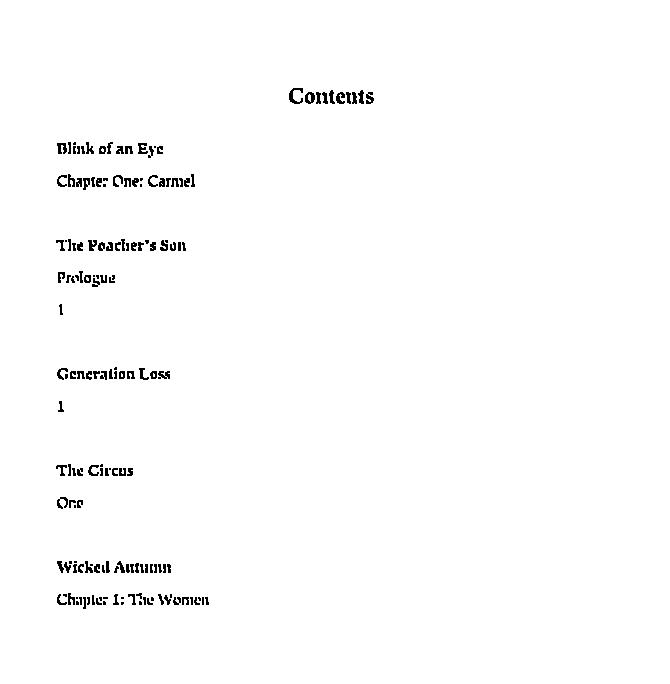 Contents
Blink of an Eye
Chapter One: Carmel
The Poacher's Son
Prologue
1
Generation Loss
1
The Circus
One
Wicked Autumn
Chapter 1: The Women